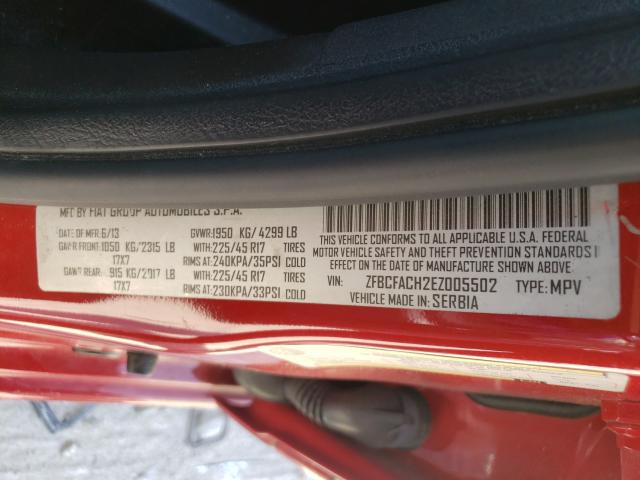 MFD BY FIAT GROUP AUTOMOBILES S.P.A.
DATE OF MFR 6/13 GVWR:1950 KG/4299 LB
GAWR FRONT:1050 KG/2315 LB WITH:225/45 R17 TIRES
17X7 RIMS AT:240KPA/35PSI COLD
GAWR REAR: 915 KG/2017 LB WITH:225/45 R17 TIRES
17X7 RIMS AT:230KPA/33PSI COLD
THIS VEHICLE CONFORMS TO ALL APPLICABLE U.S.A. FEDERAL
MOTOR VEHICLE SAFETY AND THEFT PREVENTION STANDARDS I
N EFFECT ON THE DATE OF MANUFACTURE SHOWN ABOVE.
VIN: ZFBCFACH2EZ005502 TYPE: MPV
VEHICLE MADE IN: SERBIA